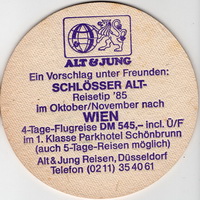 ALT & JUNG
Ein Vorschlag unter Freunden:
SCHLÖSSER ALT-
Reisetip '85
im Oktober/November nach
WIEN
4-Tage-Flugreise DM 545,– incl. Ü/F
im 1. Klasse Parkhotel Schönbrunn
(auch 5-Tage-Reisen möglich)
Alt & Jung Reisen, Düsseldorf
Telefon (02 11) 35 40 61